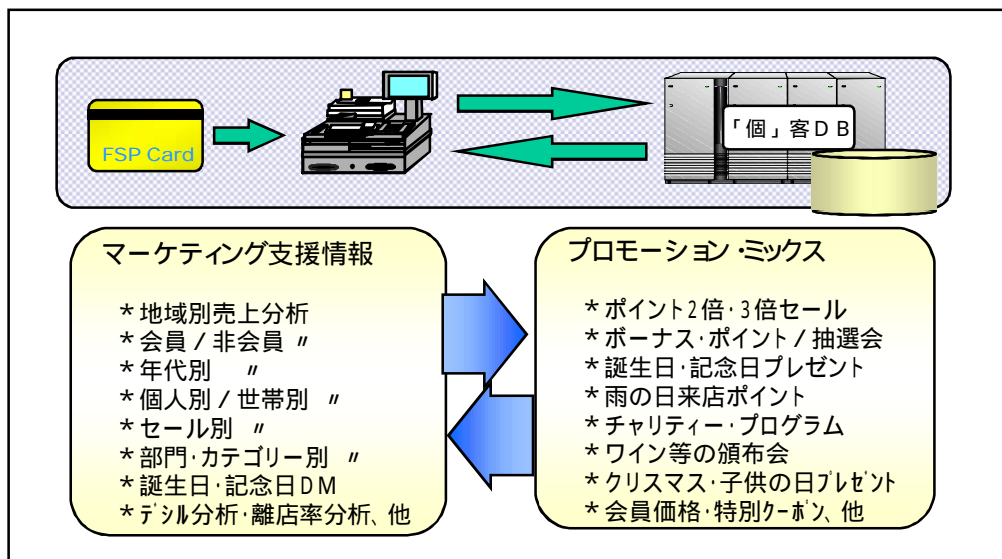 FSP Card
「個」客DB
マーケティング支援情報
*地域別売上分析
*会員/非会員 〃
*年代別 〃
*個人別/世帯別 〃
*セール別 〃
*部門・カテゴリー別 〃
*誕生日・記念日DM
*デシル分析・離店率分析、他
プロモーション・ミックス
*ポイント2倍・3倍セール
*ボーナス・ポイント/抽選会
*誕生日・記念日プレゼント
*雨の日来店ポイント
*チャリティー・プログラム
*ワイン等の頒布会
*クリスマス・子供の日プレゼント
*会員価格・特別クーポン、他